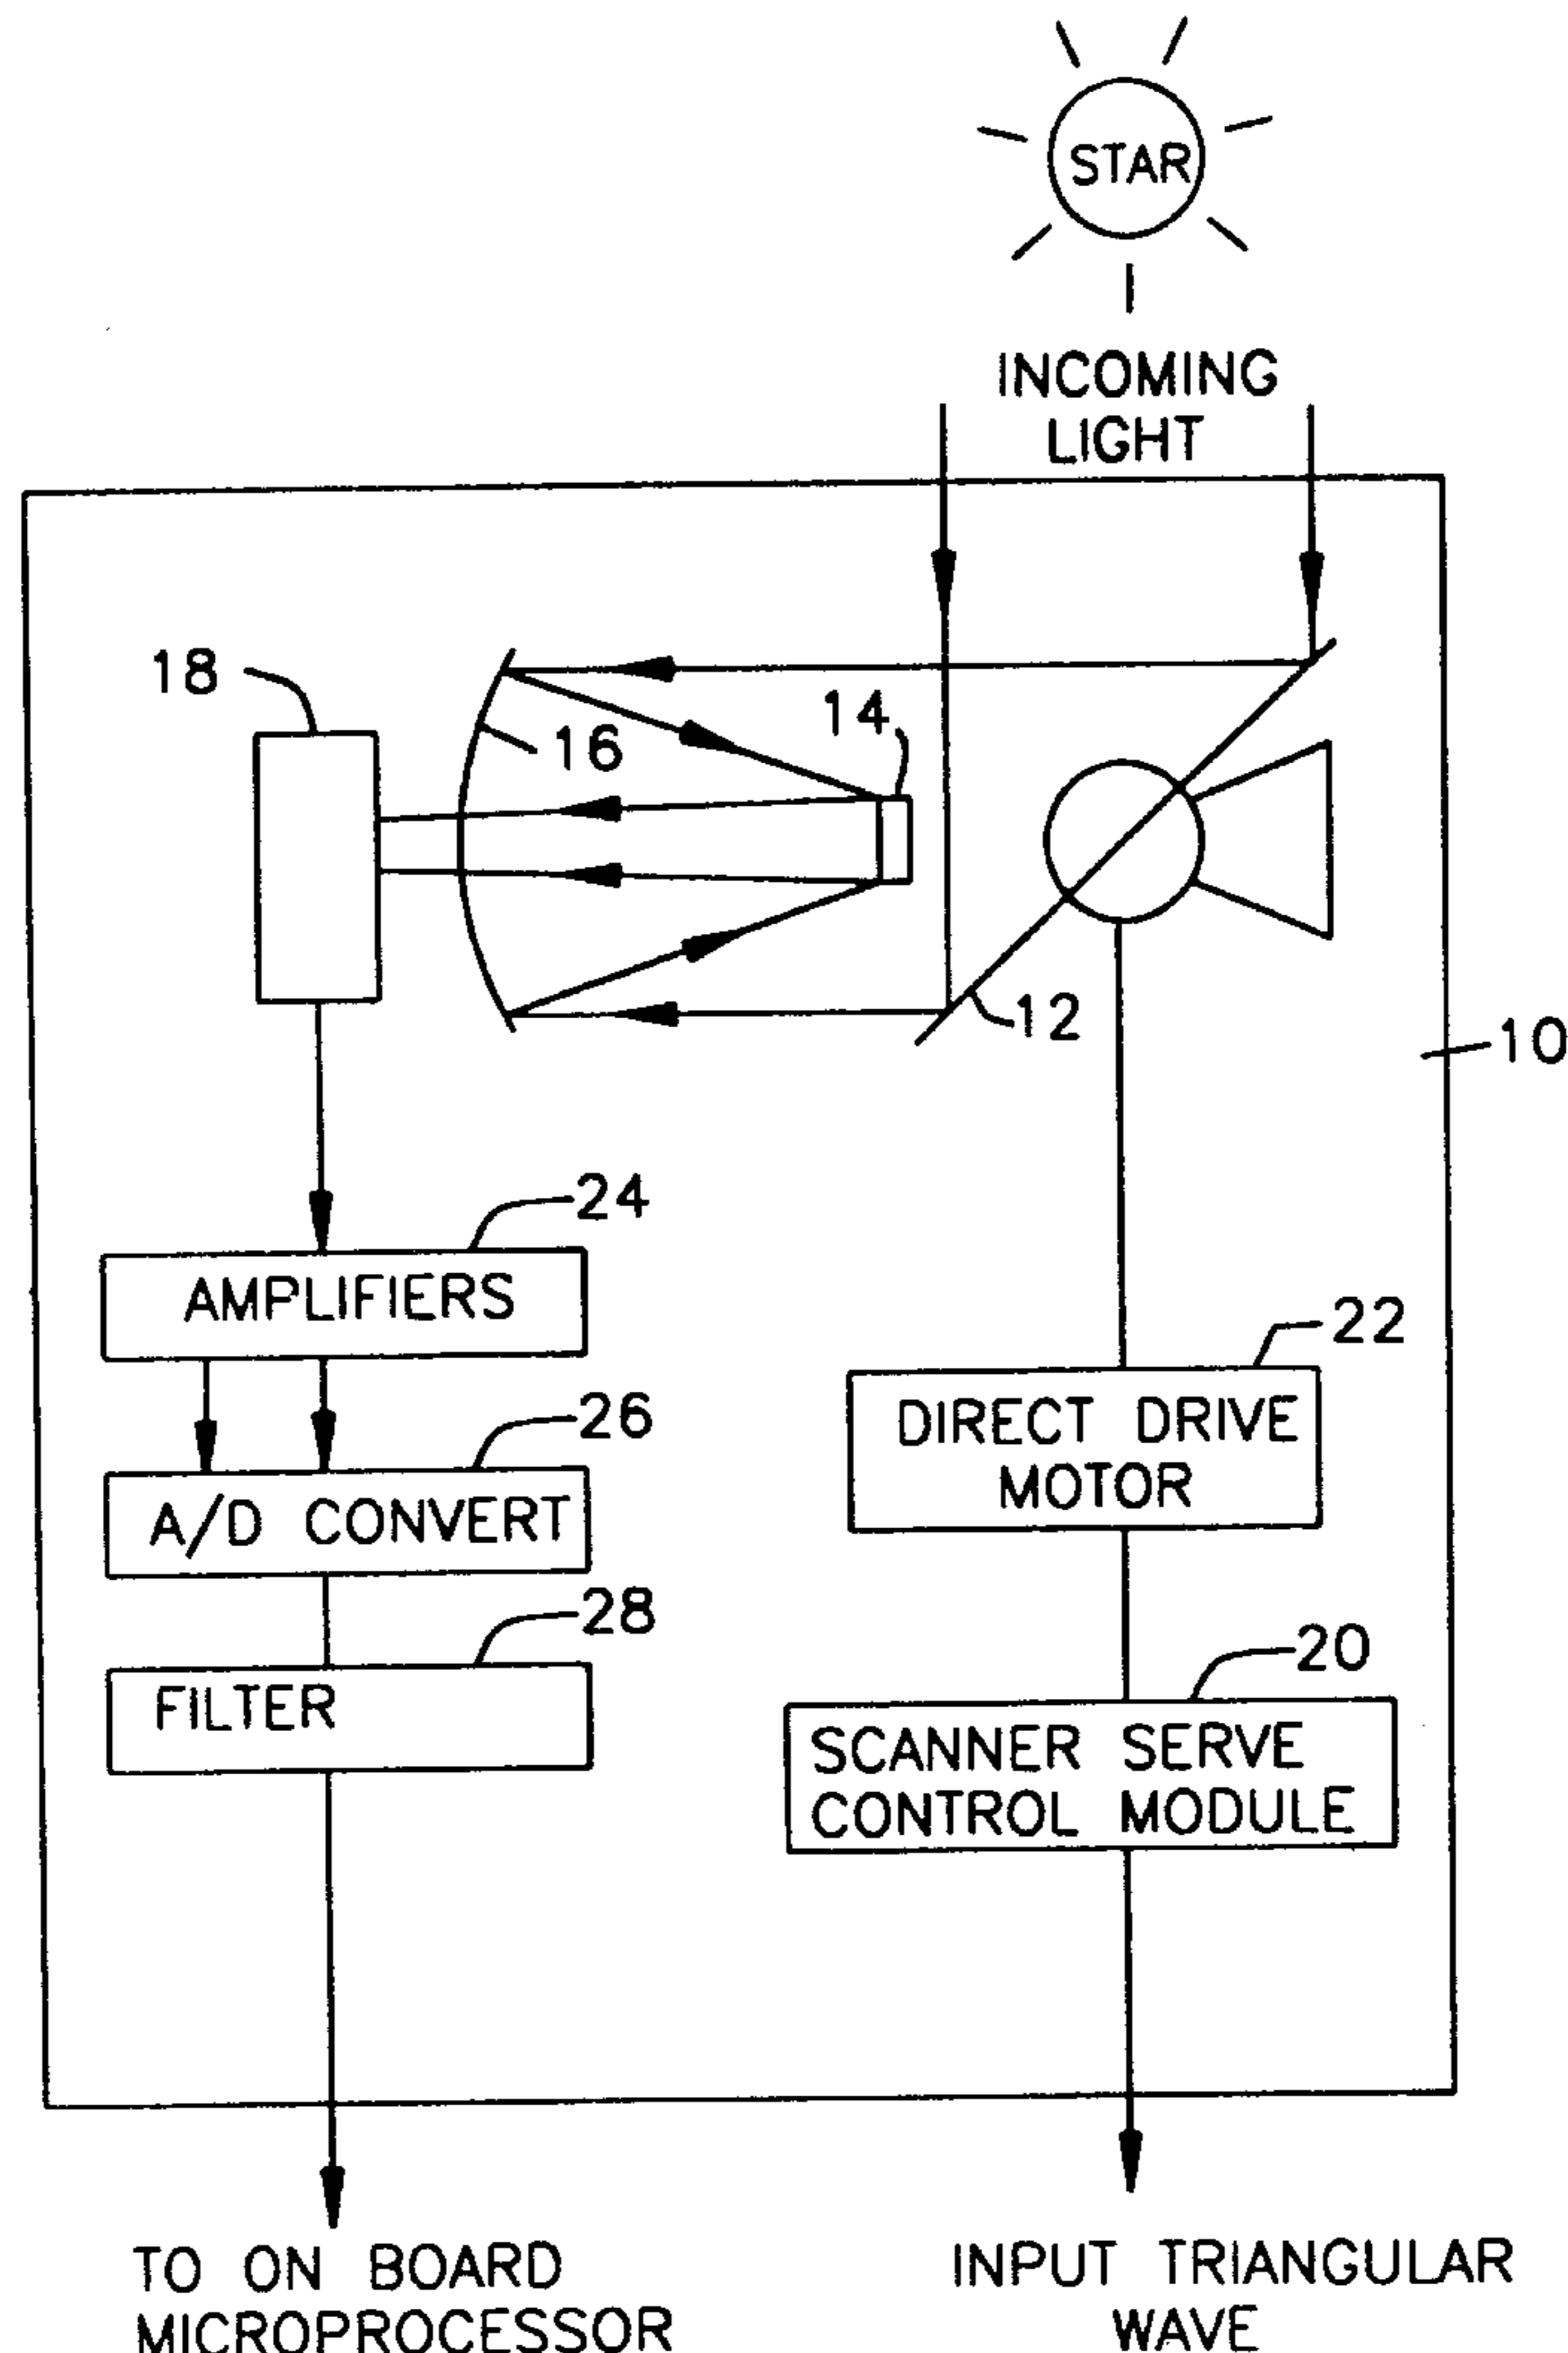 STAR
INCOMING
LIGHT
18
16
14
12
10
24
AMPLIFIERS
22
26
DIRECT DRIVE
MOTOR
A/D CONVERT
28
FILTER
20
SCANNER SERVE
CONTROL MODULE
TO ON BOARD
MICROPROCESSOR
INPUT TRIANGULAR
WAVE